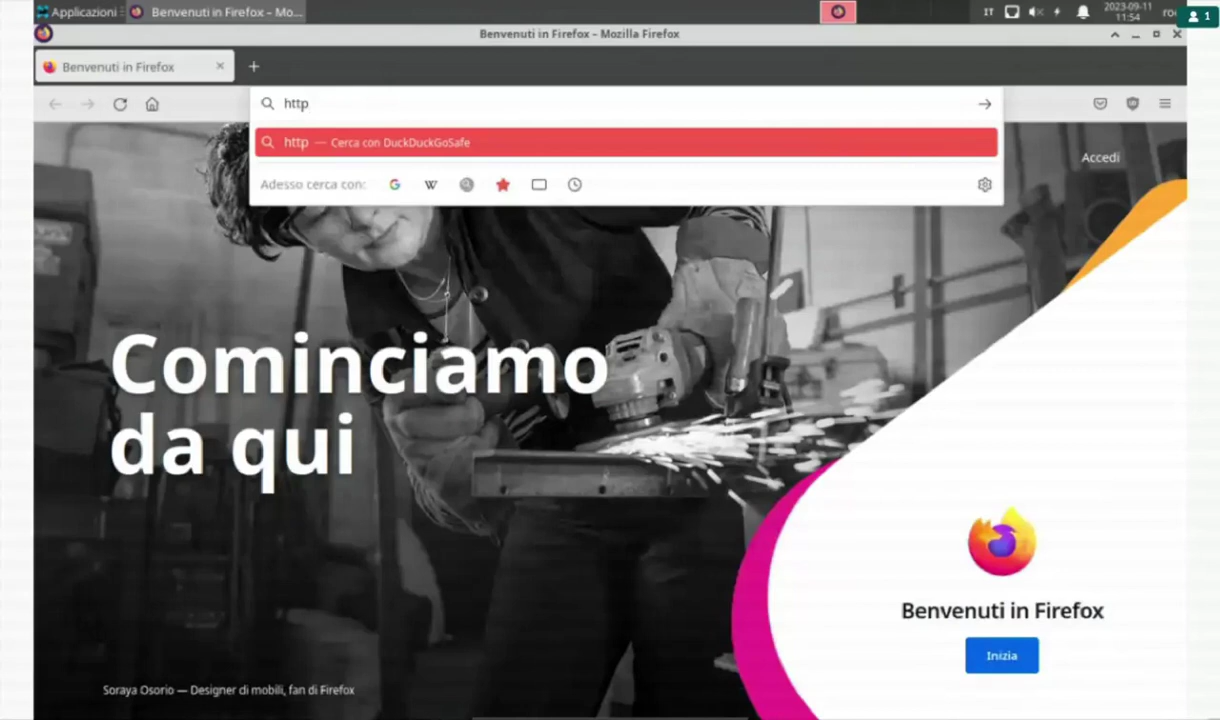 Applicazioni
Benvenuti in Firefox – Mo...
IT
2023-09-11
11:54
1
Benvenuti in Firefox – Mozilla Firefox
Benvenuti in Firefox
http
http — Cerca con DuckDuckGoSafe
Adesso cerca con:
Accedi
Cominciamo
da qui
Benvenuti in Firefox
Inizia
Soraya Osorio — Designer di mobili, fan di Firefox